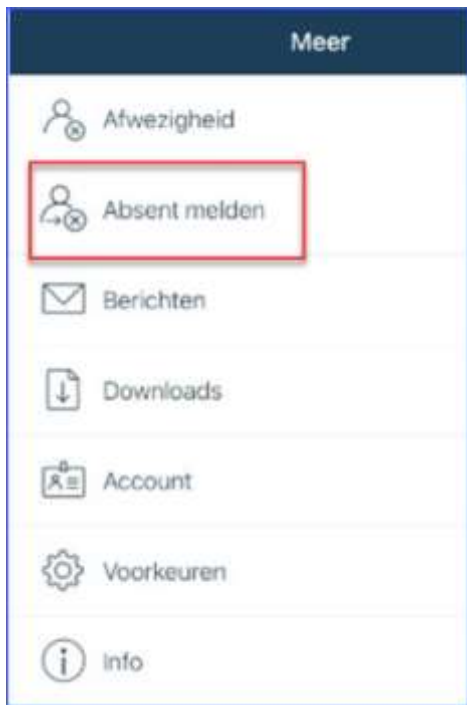 Meer
Afwezigheid
Absent melden
Berichten
Downloads
Account
Voorkeuren
Info